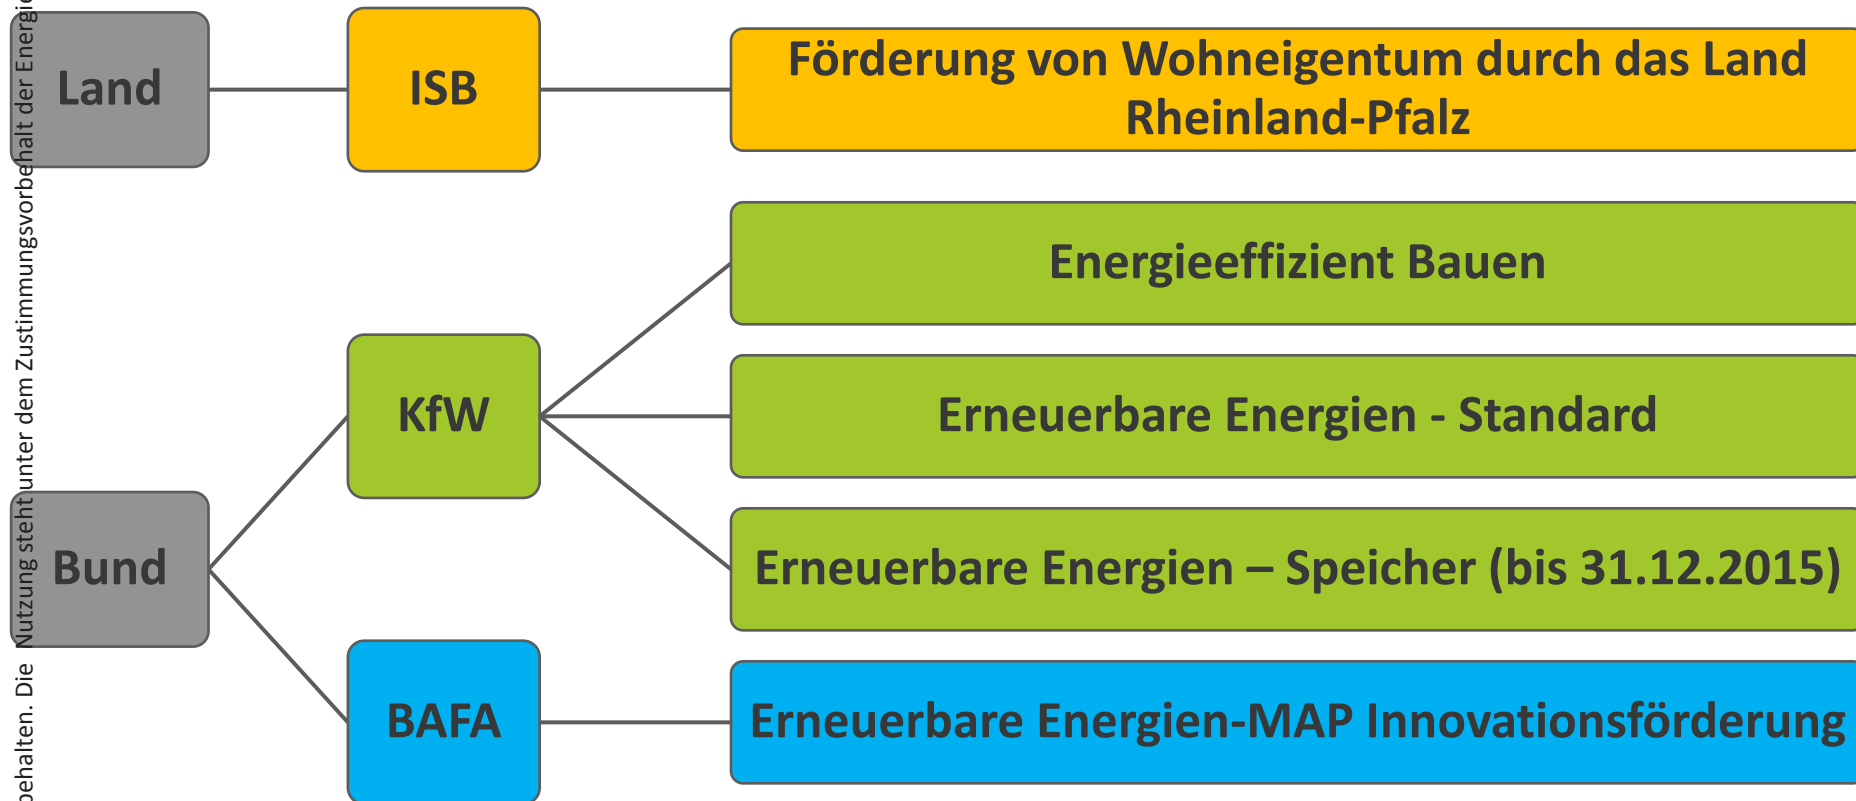 Land
ISB
Förderung von Wohneigentum durch das Land
Rheinland-Pfalz
Bund
KfW
Energieeffizient Bauen
Erneuerbare Energien - Standard
Erneuerbare Energien – Speicher (bis 31.12.2015)
BAFA
Erneuerbare Energien-MAP Innovationsförderung
behalten. Die Nutzung steht unter dem Zustimmungsvorbehalt der Energie